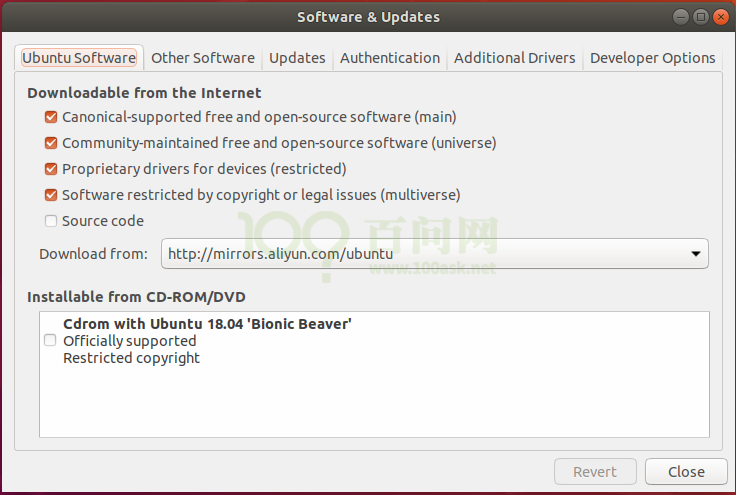 Software & Updates
Ubuntu Software Other Software Updates Authentication Additional Drivers Developer Options
Downloadable from the Internet
Canonical-supported free and open-source software (main)
Community-maintained free and open-source software (universe)
Proprietary drivers for devices (restricted)
Software restricted by copyright or legal issues (multiverse)
Source code
100 百问网
Download from: http://mirrors.aliyun.com/ubuntu
www.100ask.net
Installable from CD-ROM/DVD
Cdrom with Ubuntu 18.04 'Bionic Beaver'
Officially supported
Restricted copyright
Revert Close